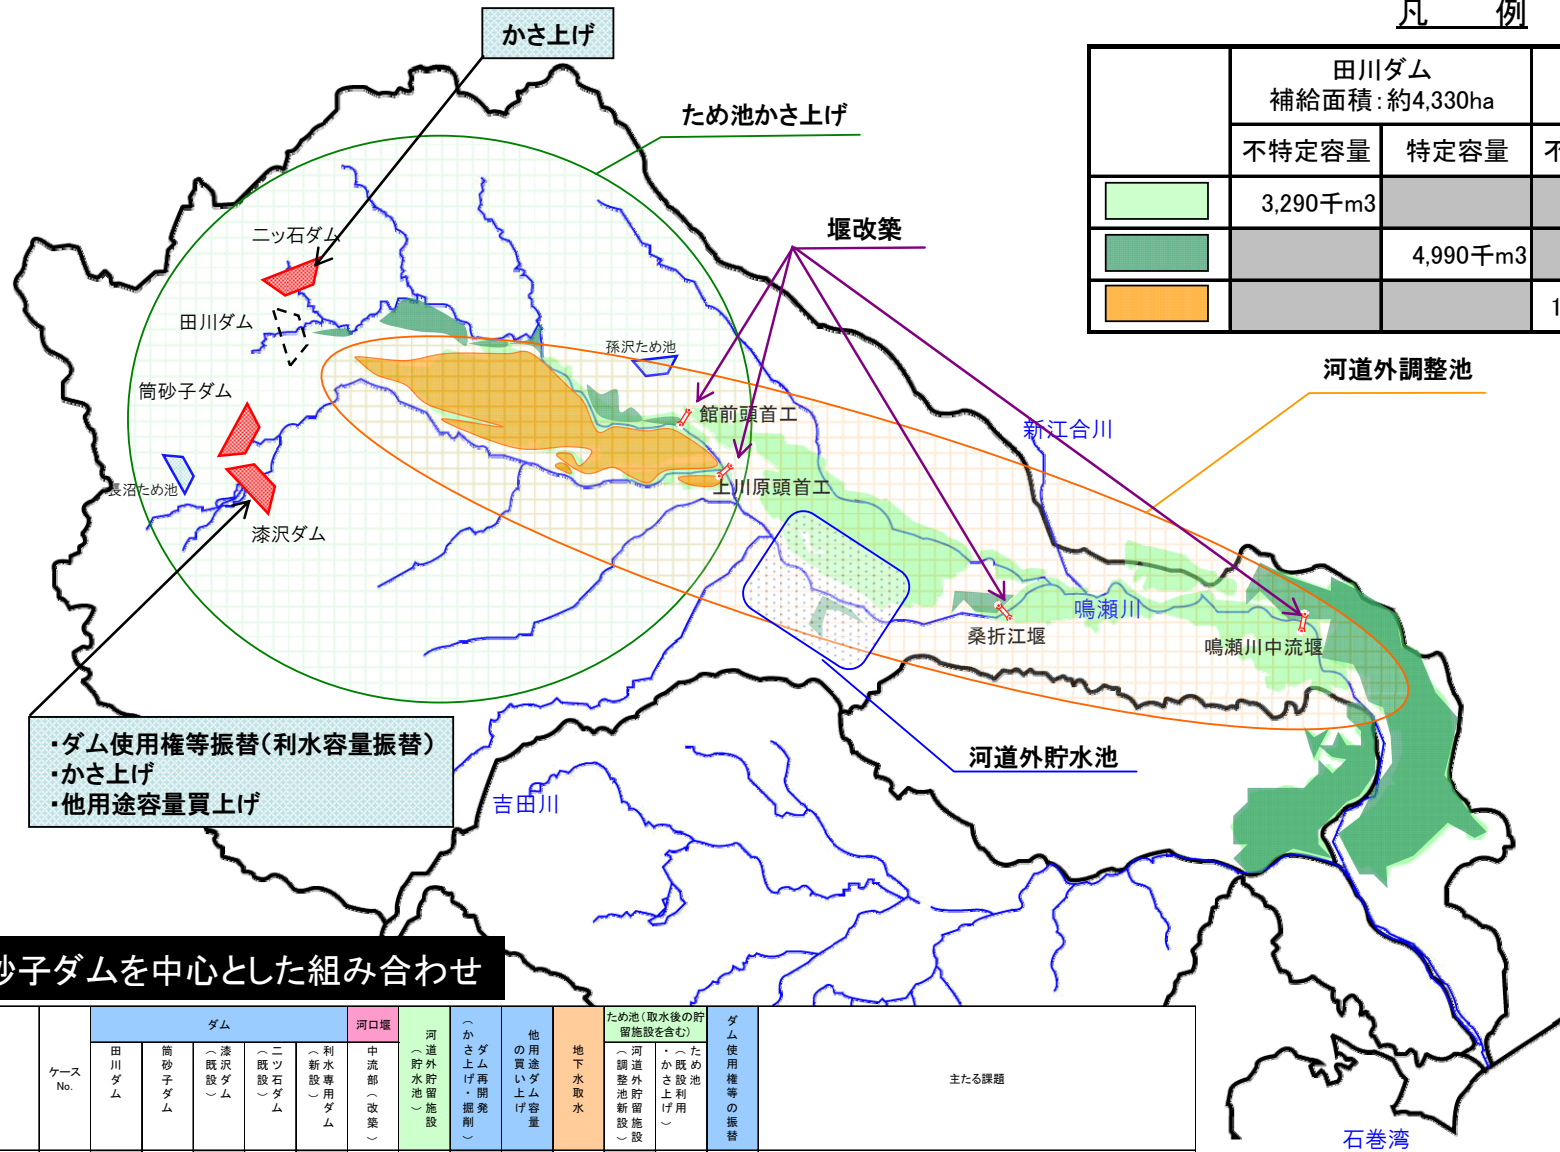 凡 例
かさ上げ
田川ダム
補給面積：約4,330ha
不特定容量
特定容量
3,290千m3
4,990千m3
1
ため池かさ上げ
堰改築
二ッ石ダム
田川ダム
孫沢ため池
筒砂子ダム
館前頭首工
新江合川
河道外調整池
長沼ため池
上川原頭首工
漆沢ダム
鳴瀬川
桑折江堰
鳴瀬川中流堰
・ダム使用権等振替（利水容量振替）
・かさ上げ
・他用途容量買上げ
河道外貯水池
吉田川
砂子ダムを中心とした組み合わせ
石巻湾
ケース
No.
ダム
田川ダム
筒砂子ダム
漆沢ダム
（既設）
二ツ石ダム
（既設）
利水専用ダム
（新設）
河口堰
中流部（改築）
河道外貯留施設
（貯水池）
ダム再開発
（かさ上げ・掘削）
他用途ダム容量
の買い上げ
地下水取水
ため池（取水後の貯
留施設を含む）
河道外貯留施設
（調整池新設）
ため池
（既設利用
・かさ上げ）
ダム使用権等の振替
主たる課題